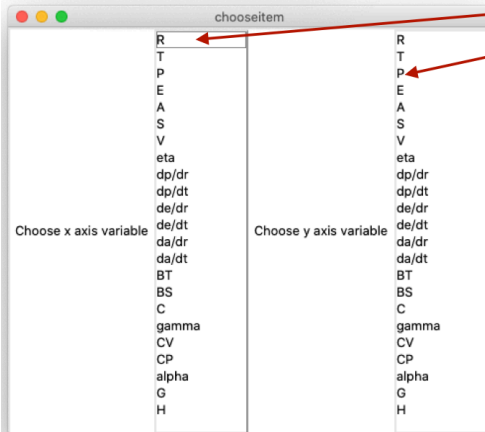 chooseitem
Choose x axis variable
R
T
P
E
A
S
V
eta
dp/dr
dp/dt
de/dr
de/dt
da/dr
da/dt
BT
BS
C
gamma
CV
CP
alpha
G
H
Choose y axis variable
R
T
P
E
A
S
V
eta
dp/dr
dp/dt
de/dr
de/dt
da/dr
da/dt
BT
BS
C
gamma
CV
CP
alpha
G
H